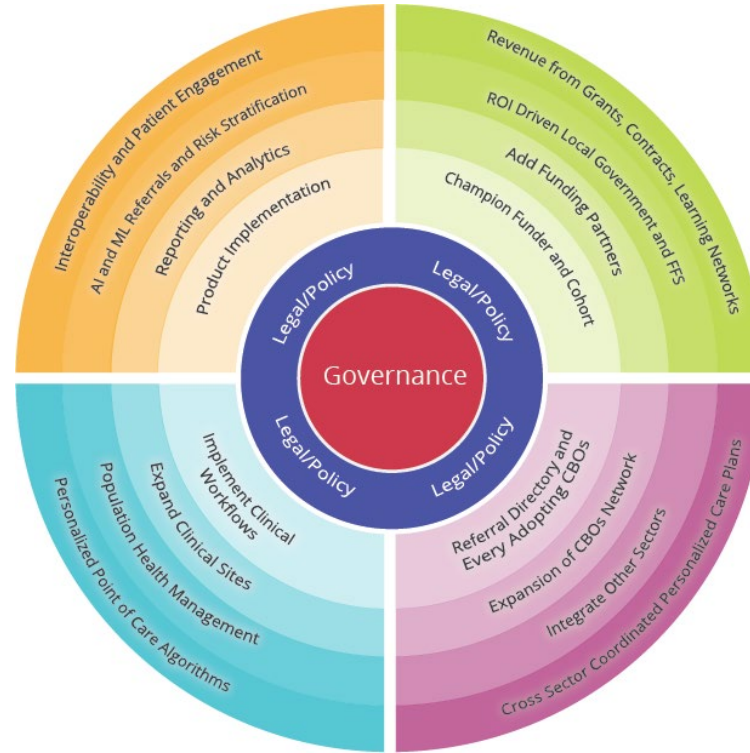 Interoperability and Patient Engagement
AI and ML Referrals and Risk Stratification
Reporting and Analytics
Product Implementation
Revenue from Grants, Contracts, Learning Networks
ROI Driven Local Government and FFS
Add Funding Partners
Champion Funder and Cohort
Legal/Policy
Legal/Policy
Governance
Legal/Policy
Legal/Policy
Implement Clinical
Workflows
Expand Clinical Sites
Population Health Management
Personalized Point of Care Algorithms
Referral Directory and
Every Adopting CBOs
Expansion of CBOs Network
Integrate Other Sectors
Cross Sector Coordinated Personalized Care Plans